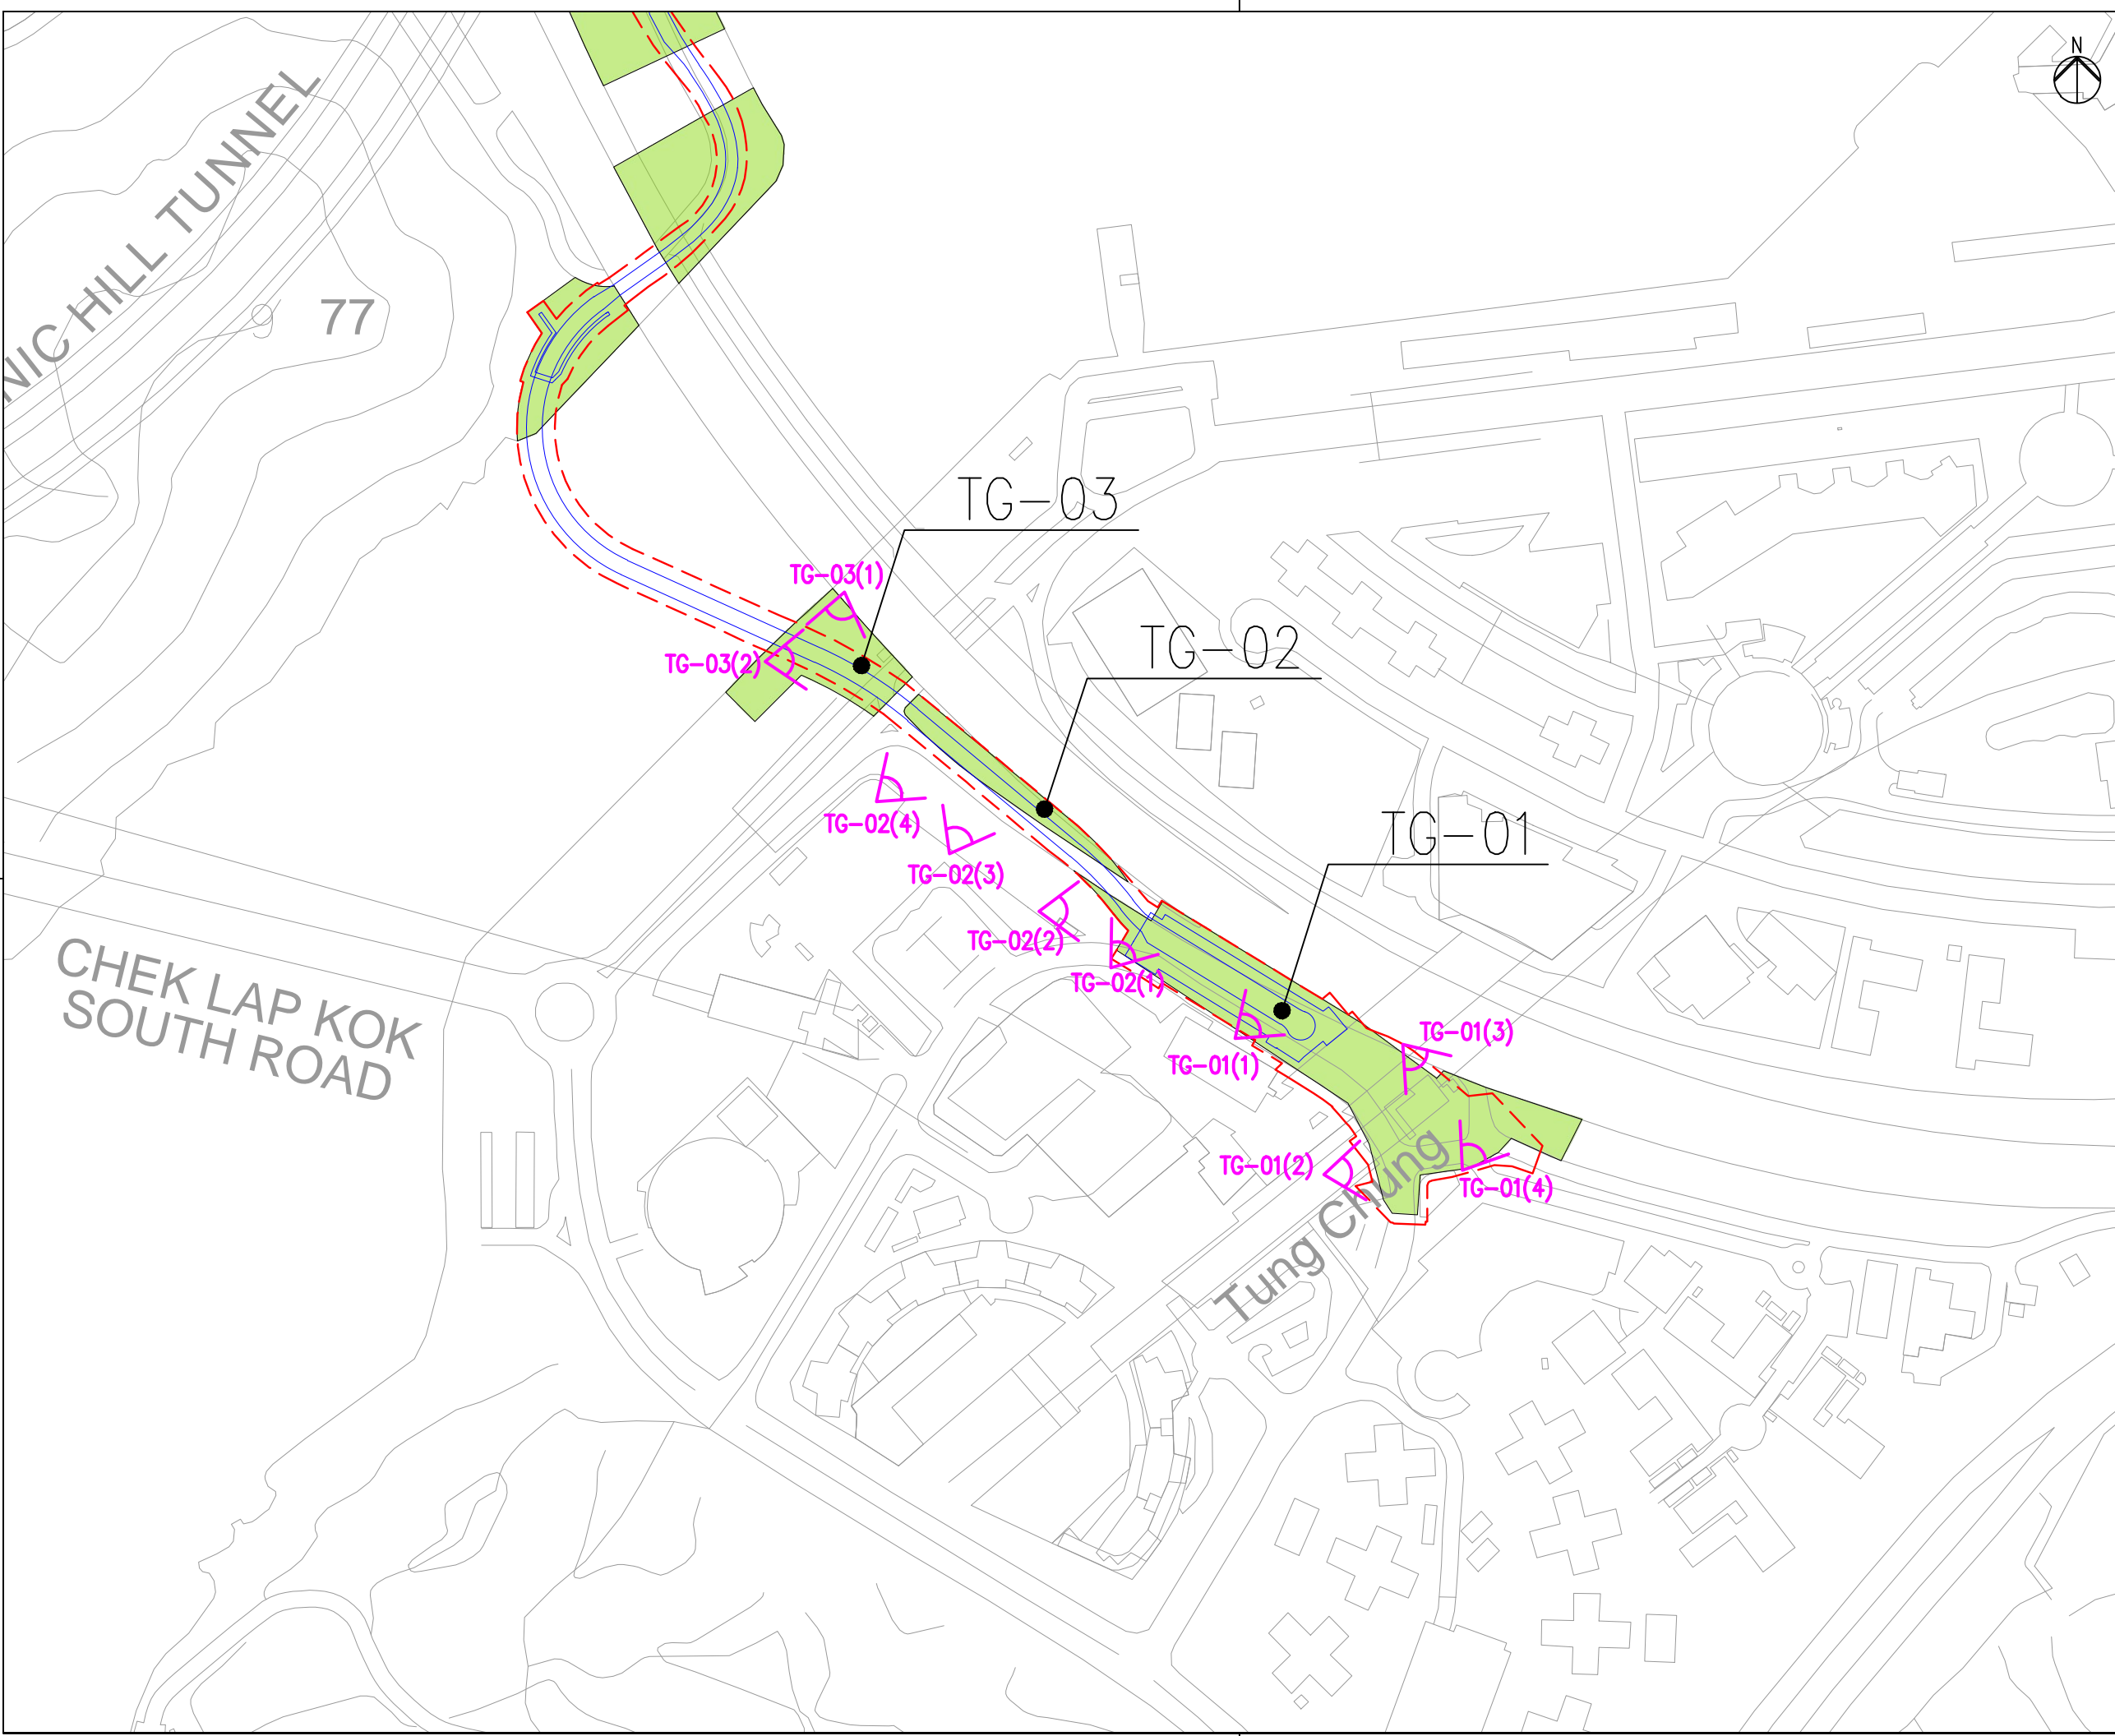 N
NIC HILL TUNNEL
77
TG-03
TG-03(1)
TG-02
TG-03(2)
TG-02(4)
TG-01
TG-02(3)
TG-02(2)
TG-02(1)
CHEK LAP KOK
SOUTH ROAD
TG-01(3)
TG-01(1)
TG-01(2)
TG-01(4)
Tung Chung